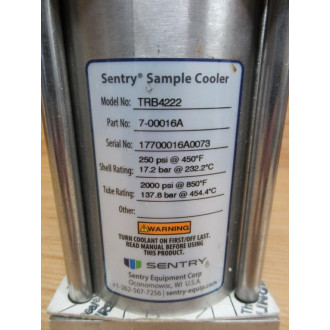 Sentry® Sample Cooler
Model No: TRB4222
Part No: 7-00016A
Serial No: 17700016A0073
Shell Rating: 250 psi @ 450°F
17.2 bar @ 232.2°C
Tube Rating: 2000 psi @ 850°F
137.8 bar @ 454.4°C
Other:
WARNING
TURN COOLANT ON FIRST/OFF LAST.
READ MANUAL BEFORE USING
THIS PRODUCT.
SENTRY®
Sentry Equipment Corp
Oconomowoc, WI U.S.A.
+1-262-567-7256 | sentry-equip.com